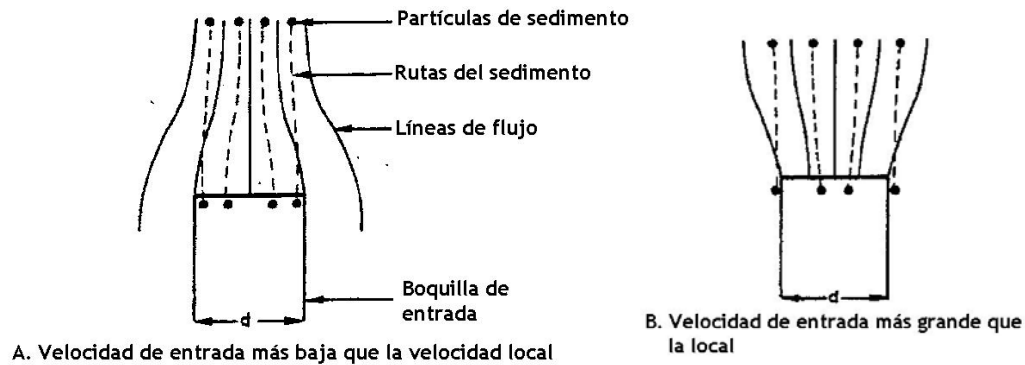 Partículas de sedimento
Rutas del sedimento
Líneas de flujo
Boquilla de
entrada
d
A. Velocidad de entrada más baja que la velocidad local
d
B. Velocidad de entrada más grande que
la local